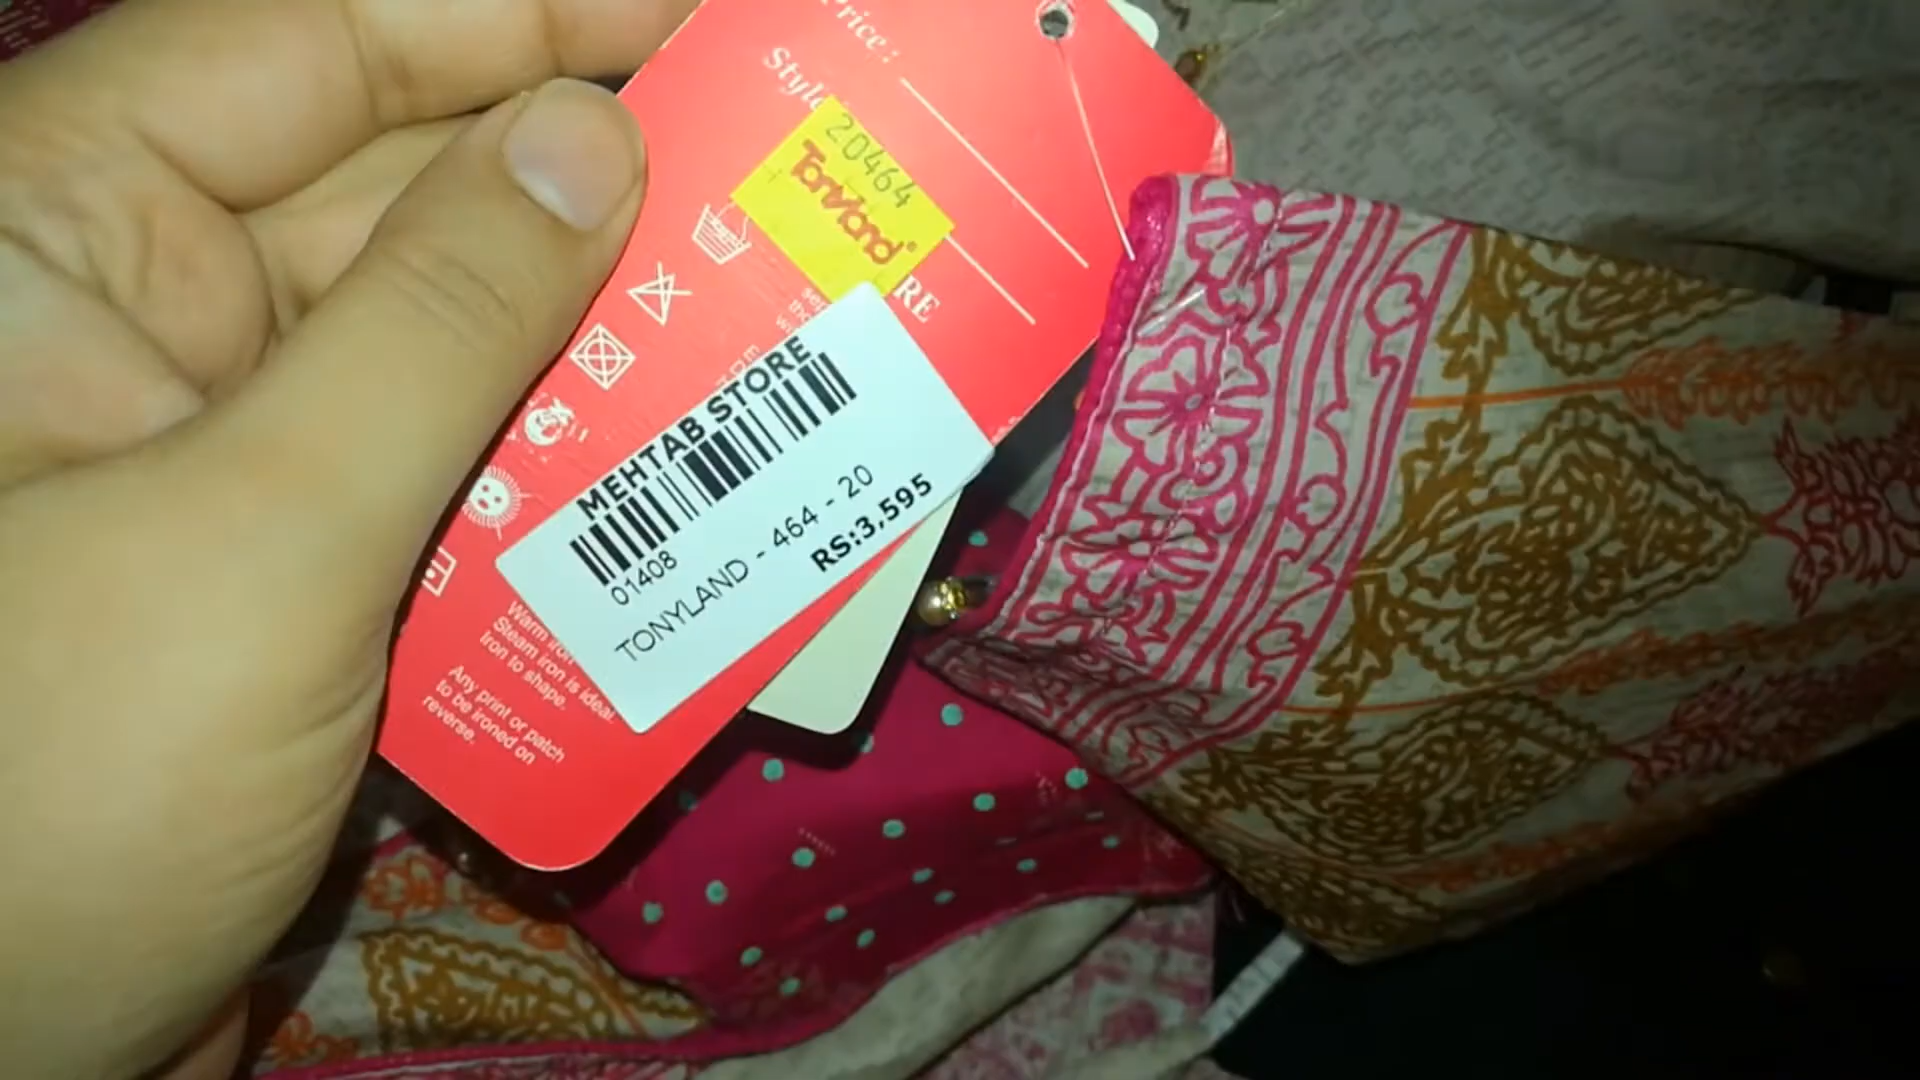 Price:
Style
20464
Tonyland®
RE
MEHTAB STORE
01408
TONYLAND - 464 - 20
RS:3,595
Warm iron
Steam iron is ideal.
Iron to shape.
Any print or patch
to be ironed on
reverse.